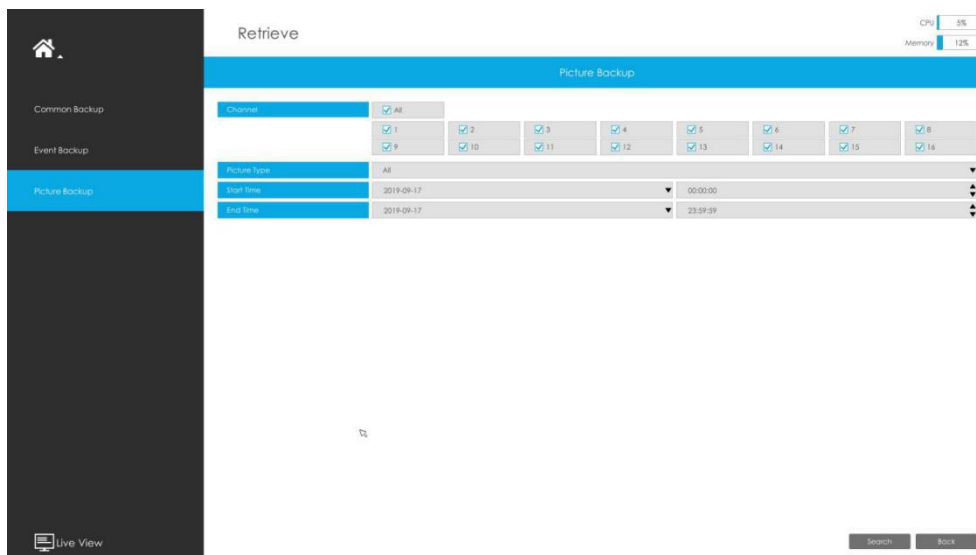 Retrieve
CPU 5%
Memory 12%
Picture Backup
Common Backup
Event Backup
Picture Backup
Channel All
1 2 3 4 5 6 7 8
9 10 11 12 13 14 15 16
Picture Type All
Start Time 2019-09-17 00:00:00
End Time 2019-09-17 23:59:59
Live View
Search Back